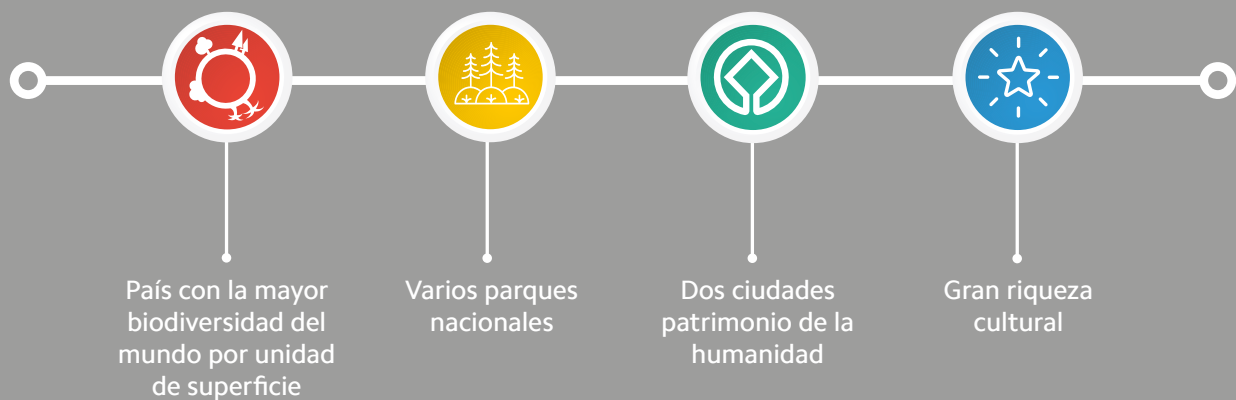 País con la mayor
biodiversidad del
mundo por unidad
de superficie
Varios parques
nacionales
Dos ciudades
patrimonio de la
humanidad
Gran riqueza
cultural